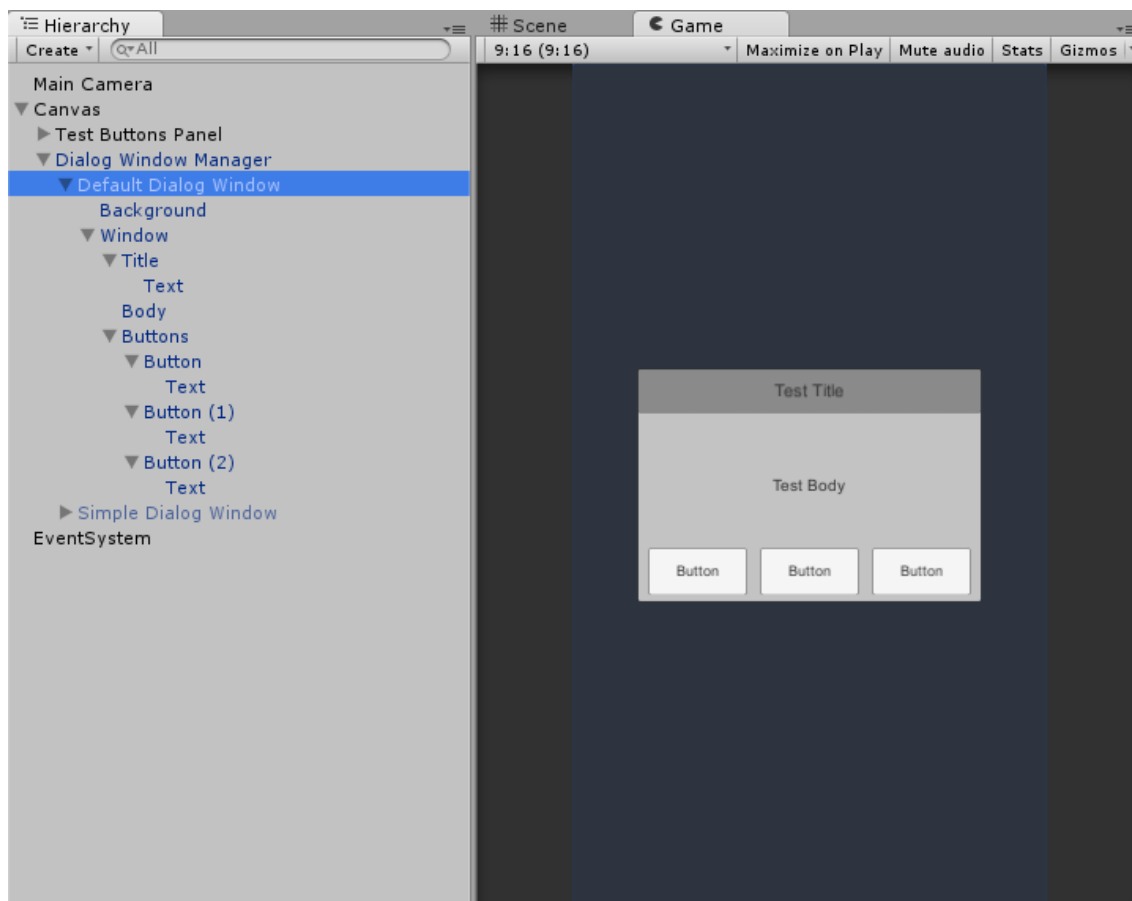 Hierarchy
Create All
Main Camera
Canvas
Test Buttons Panel
Dialog Window Manager
Default Dialog Window
Background
Window
Title
Text
Body
Buttons
Button
Text
Button (1)
Text
Button (2)
Text
Simple Dialog Window
EventSystem
Scene Game
9:16 (9:16) Maximize on Play Mute audio Stats Gizmos
Test Title
Test Body
Button Button Button